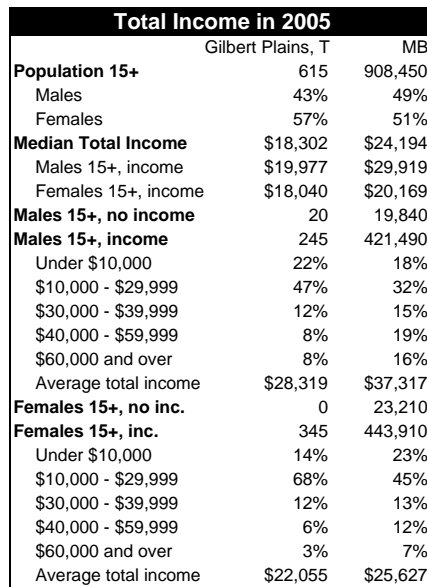 Total Income in 2005
Gilbert Plains, T MB
Population 15+ 615 908,450
Males 43% 49%
Females 57% 51%
Median Total Income $18,302 $24,194
Males 15+, income $19,977 $29,919
Females 15+, income $18,040 $20,169
Males 15+, no income 20 19,840
Males 15+, income 245 421,490
Under $10,000 22% 18%
$10,000 - $29,999 47% 32%
$30,000 - $39,999 12% 15%
$40,000 - $59,999 8% 19%
$60,000 and over 8% 16%
Average total income $28,319 $37,317
Females 15+, no inc. 0 23,210
Females 15+, inc. 345 443,910
Under $10,000 14% 23%
$10,000 - $29,999 68% 45%
$30,000 - $39,999 12% 13%
$40,000 - $59,999 6% 12%
$60,000 and over 3% 7%
Average total income $22,055 $25,627